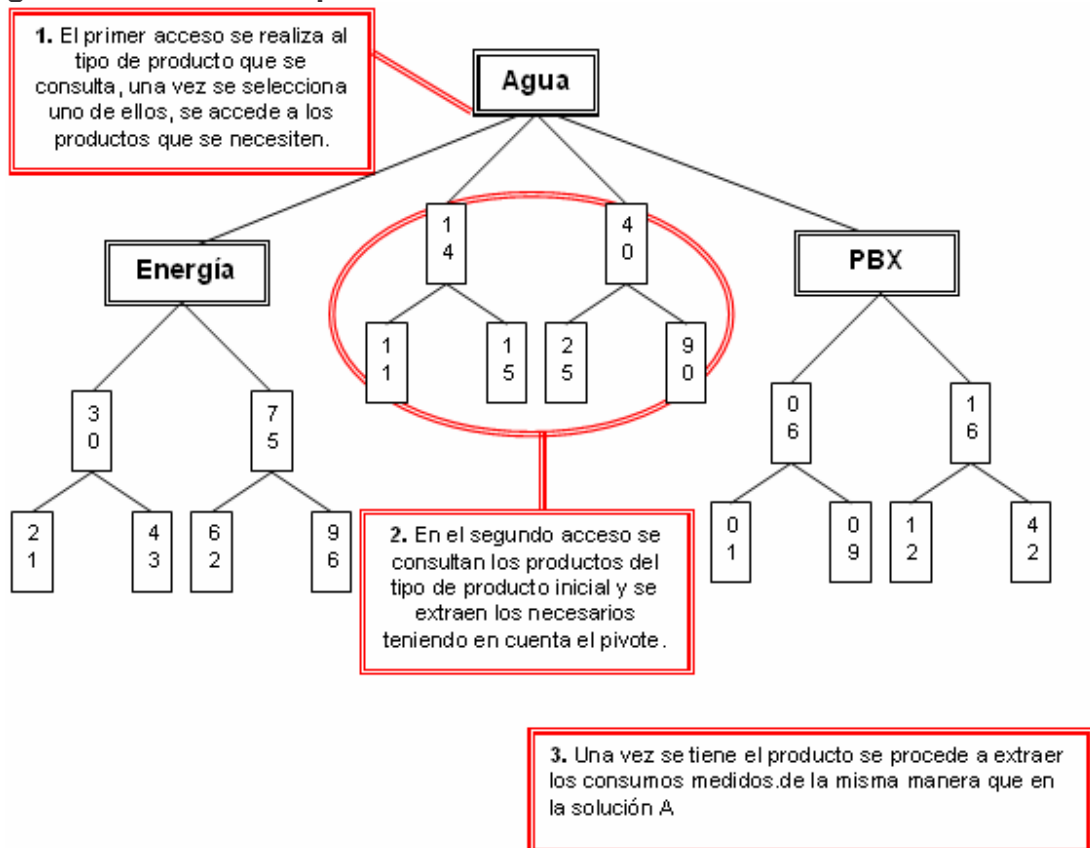 1. El primer acceso se realiza al
tipo de producto que se
consulta, una vez se selecciona
uno de ellos, se accede a los
productos que se necesiten.
Agua
Energía
1
4
4
0
PBX
1
1
1
5
2
5
9
0
3
0
7
5
0
6
1
6
2
1
4
3
6
2
9
6
0
1
0
9
1
2
4
2
2. En el segundo acceso se
consultan los productos del
tipo de producto inicial y se
extraen los necesarios
teniendo en cuenta el pivote.
3. Una vez se tiene el producto se procede a extraer
los consumos medidos.de la misma manera que en
la solución A